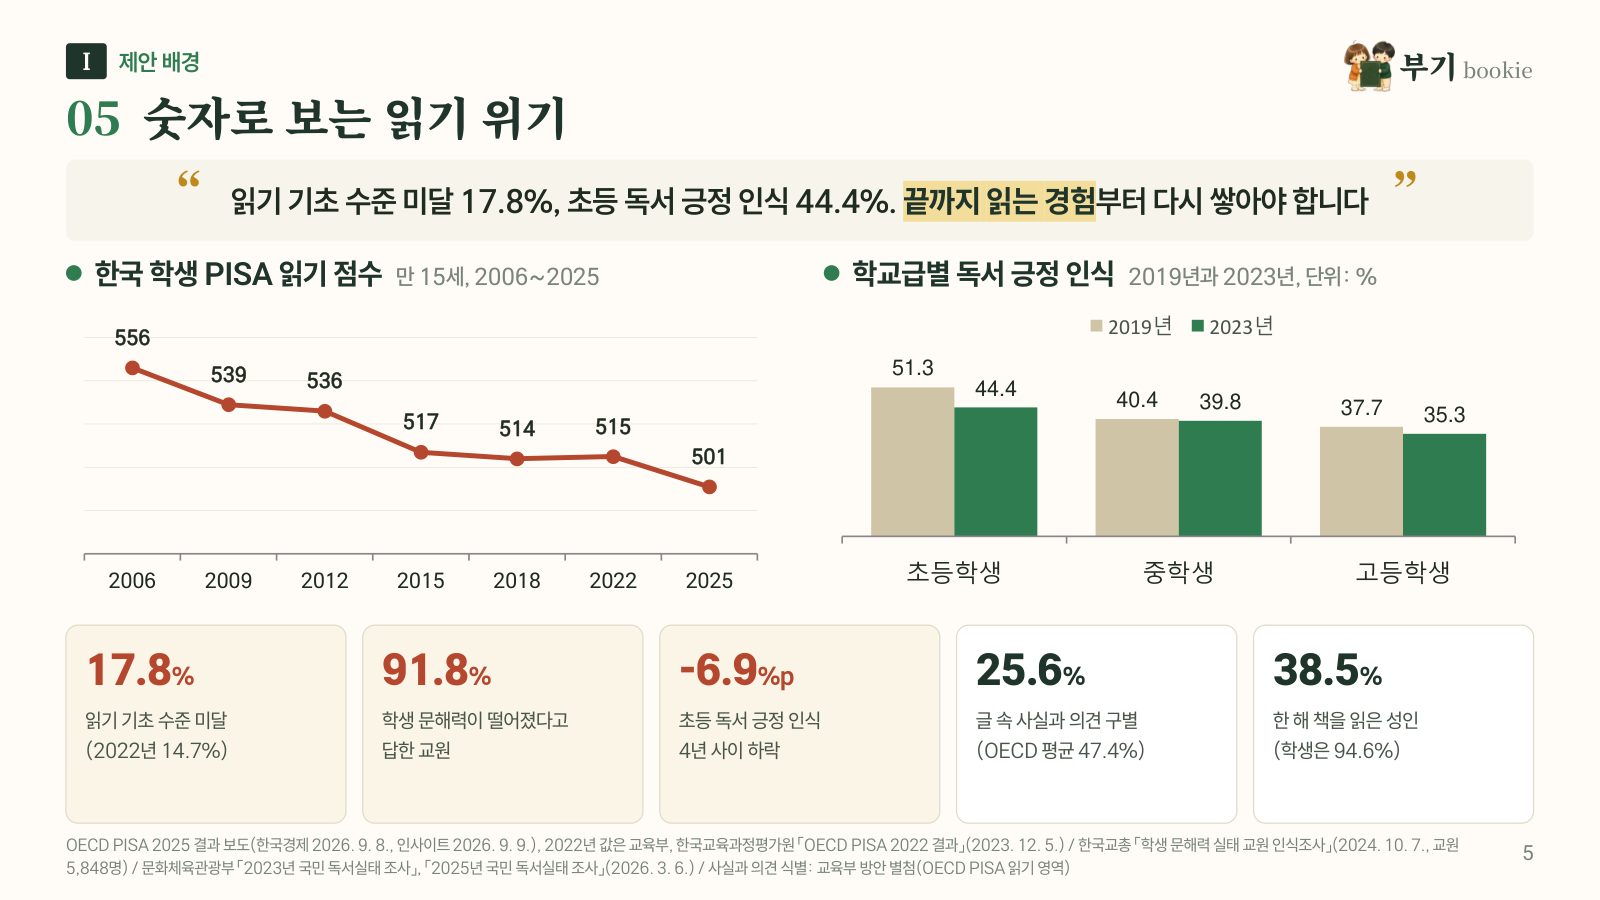 I 제안 배경
부기 bookie
05 숫자로 보는 읽기 위기
“ 읽기 기초 수준 미달 17.8%, 초등 독서 긍정 인식 44.4%. 끝까지 읽는 경험부터 다시 쌓아야 합니다 ”
한국 학생 PISA 읽기 점수 만 15세, 2006~2025
556
539
536
517
514
515
501
2006 2009 2012 2015 2018 2022 2025
학교급별 독서 긍정 인식 2019년과 2023년, 단위: %
2019년 2023년
51.3 44.4 40.4 39.8 37.7 35.3
초등학생 중학생 고등학생
17.8%
읽기 기초 수준 미달
(2022년 14.7%)
91.8%
학생 문해력이 떨어졌다고
답한 교원
-6.9%p
초등 독서 긍정 인식
4년 사이 하락
25.6%
글 속 사실과 의견 구별
(OECD 평균 47.4%)
38.5%
한 해 책을 읽은 성인
(학생은 94.6%)
OECD PISA 2025 결과 보도(한국경제 2026. 9. 8., 인사이트 2026. 9. 9.), 2022년 값은 교육부, 한국교육과정평가원 「OECD PISA 2022 결과」(2023. 12. 5.) / 한국교총 「학생 문해력 실태 교원 인식조사」(2024. 10. 7., 교원
5,848명) / 문화체육관광부 「2023년 국민 독서실태 조사」, 「2025년 국민 독서실태 조사」(2026. 3. 6.) / 사실과 의견 식별: 교육부 방안 별첨(OECD PISA 읽기 영역)
5